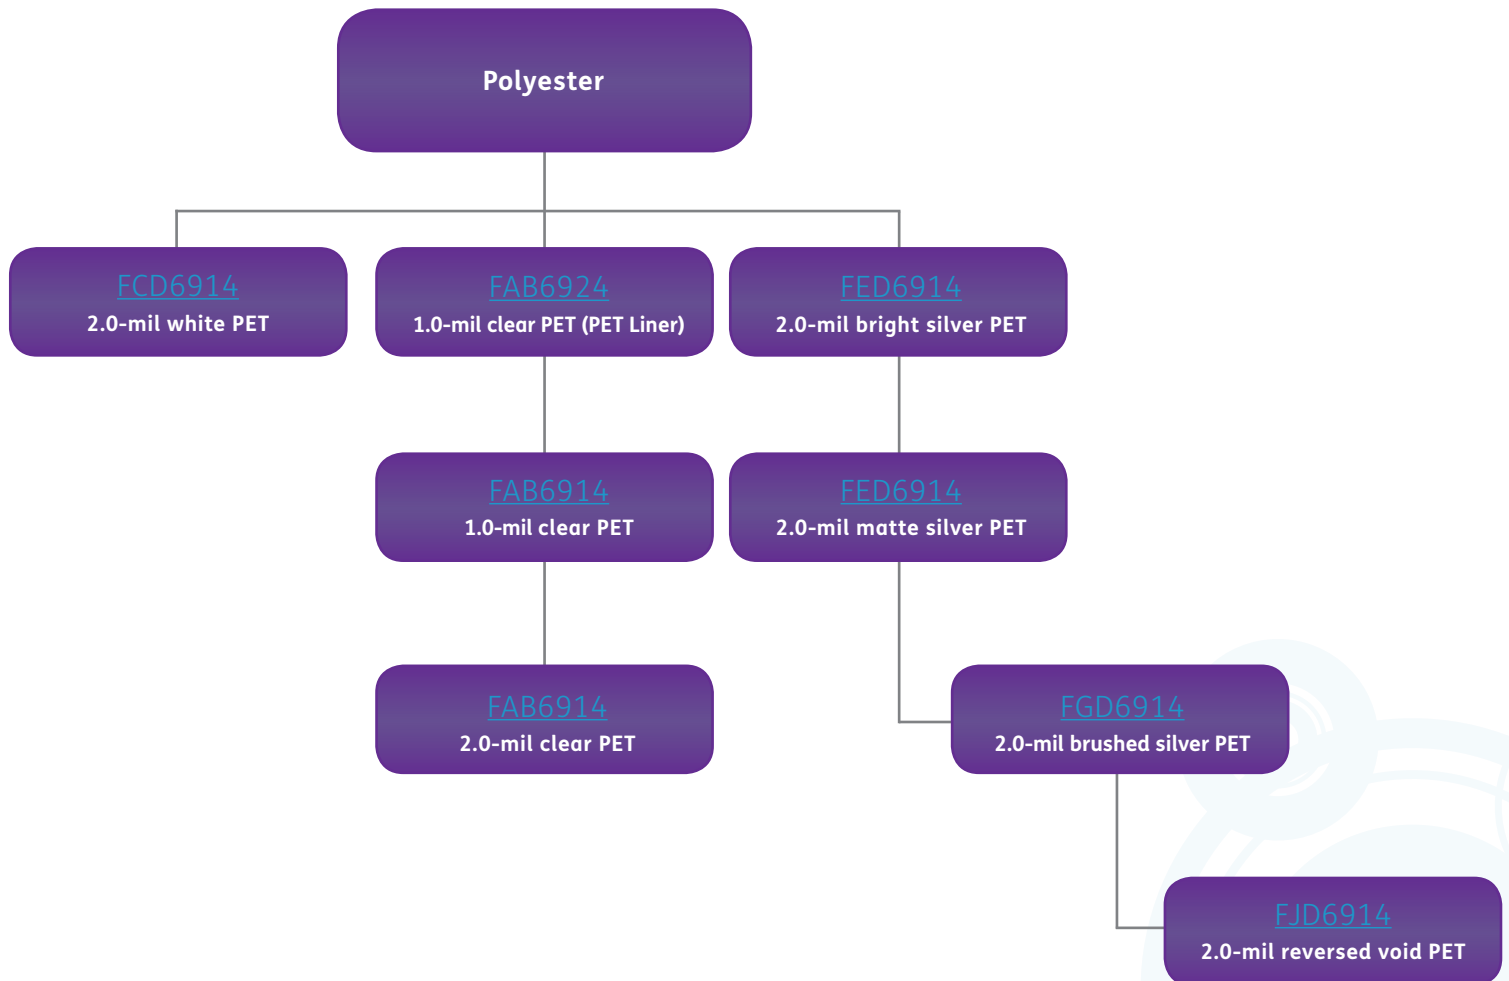 Polyester
FCD6914
2.0-mil white PET
FAB6924
1.0-mil clear PET (PET Liner)
FED6914
2.0-mil bright silver PET
FAB6914
1.0-mil clear PET
FED6914
2.0-mil matte silver PET
FAB6914
2.0-mil clear PET
FGD6914
2.0-mil brushed silver PET
FJD6914
2.0-mil reversed void PET